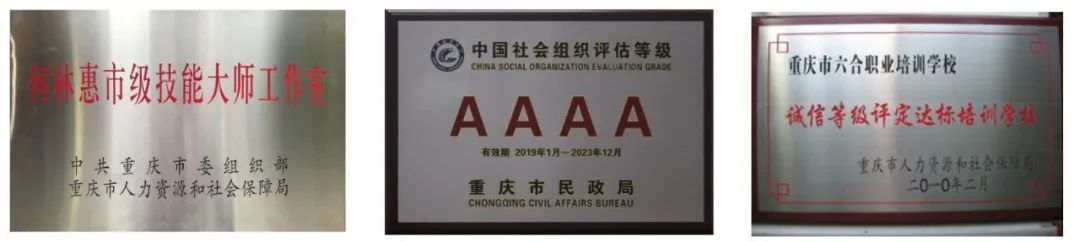 何林惠市级技能大师工作室
中共重庆市委组织部
重庆市人力资源和社会保障局
中国社会组织评估等级
CHINA SOCIAL ORGANIZATION EVALUATION GRADE
AAAA
有效期 2019年1月—2023年12月
重庆市民政局
CHONGQING CIVIL AFFAIRS BUREAU
重庆市六合职业培训学校
诚信等级评定达标培训学校
重庆市人力资源和社会保障局
二〇一〇年二月